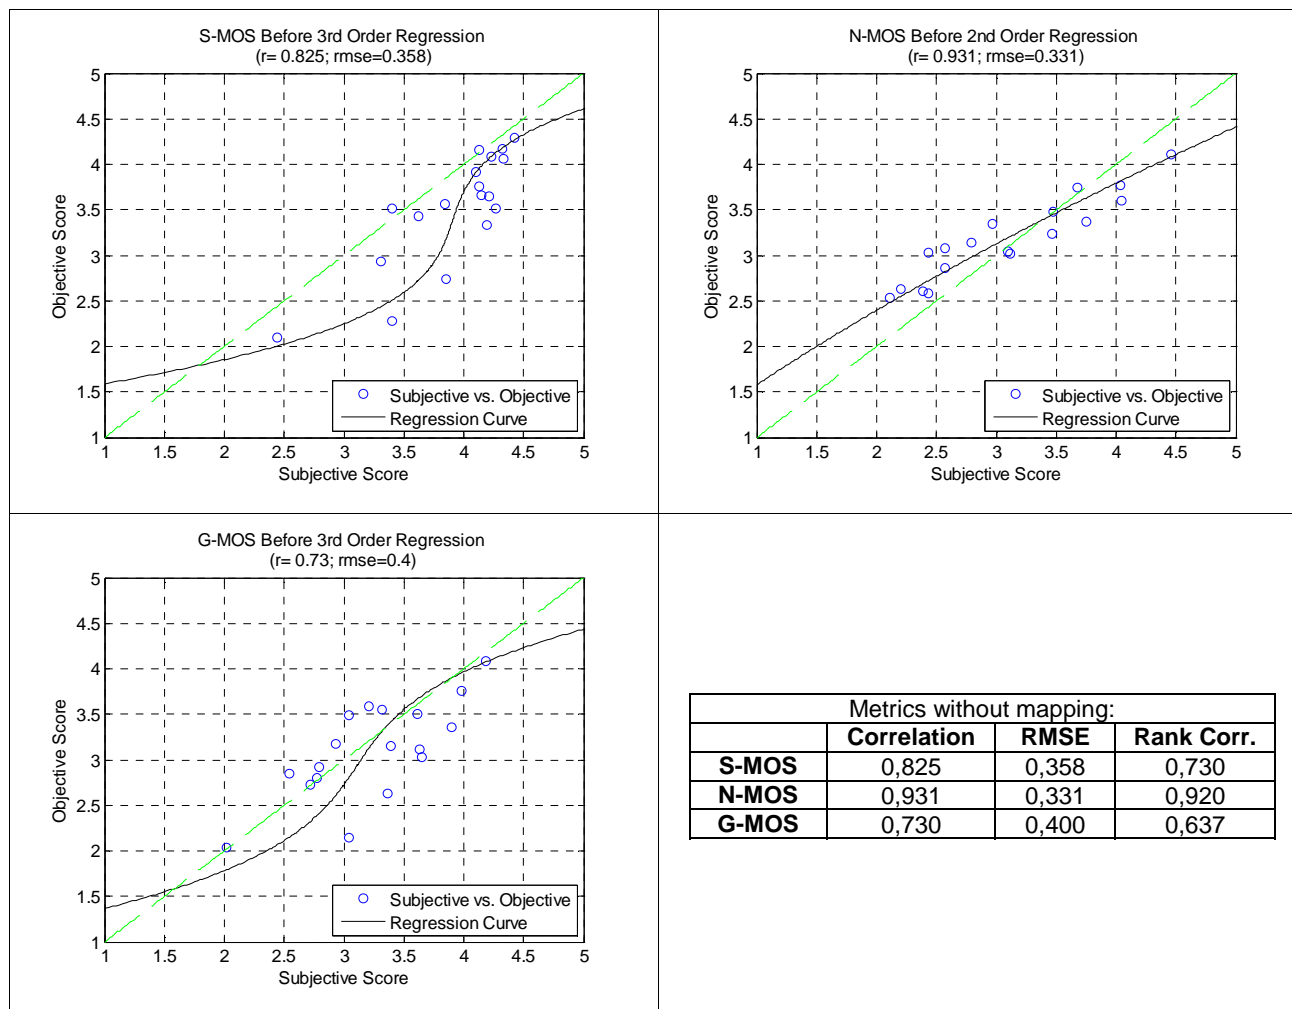 S-MOS Before 3rd Order Regression
(r= 0.825; rmse=0.358)
5
4.5
4
3.5
3
2.5
2
1.5
1
Objective Score
1 1.5 2 2.5 3 3.5 4 4.5 5
Subjective Score
Subjective vs. Objective
Regression Curve
N-MOS Before 2nd Order Regression
(r= 0.931; rmse=0.331)
5
4.5
4
3.5
3
2.5
2
1.5
1
Objective Score
1 1.5 2 2.5 3 3.5 4 4.5 5
Subjective Score
Subjective vs. Objective
Regression Curve
G-MOS Before 3rd Order Regression
(r= 0.73; rmse=0.4)
5
4.5
4
3.5
3
2.5
2
1.5
1
Objective Score
1 1.5 2 2.5 3 3.5 4 4.5 5
Subjective Score
Subjective vs. Objective
Regression Curve
Metrics without mapping:
Correlation RMSE Rank Corr.
S-MOS 0,825 0,358 0,730
N-MOS 0,931 0,331 0,920
G-MOS 0,730 0,400 0,637